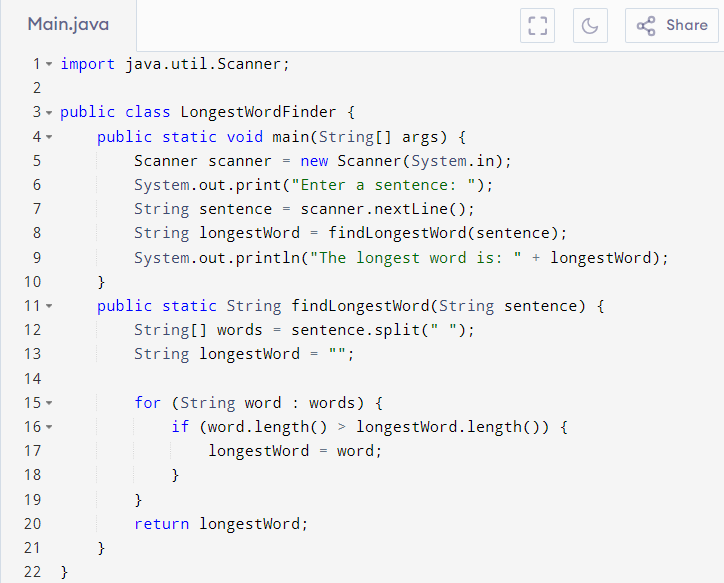 Main.java
Share
1 import java.util.Scanner;
2
3 public class LongestWordFinder {
4     public static void main(String[] args) {
5         Scanner scanner = new Scanner(System.in);
6         System.out.print("Enter a sentence: ");
7         String sentence = scanner.nextLine();
8         String longestWord = findLongestWord(sentence);
9         System.out.println("The longest word is: " + longestWord);
10     }
11     public static String findLongestWord(String sentence) {
12         String[] words = sentence.split(" ");
13         String longestWord = "";
14
15         for (String word : words) {
16             if (word.length() > longestWord.length()) {
17                 longestWord = word;
18             }
19         }
20         return longestWord;
21     }
22 }